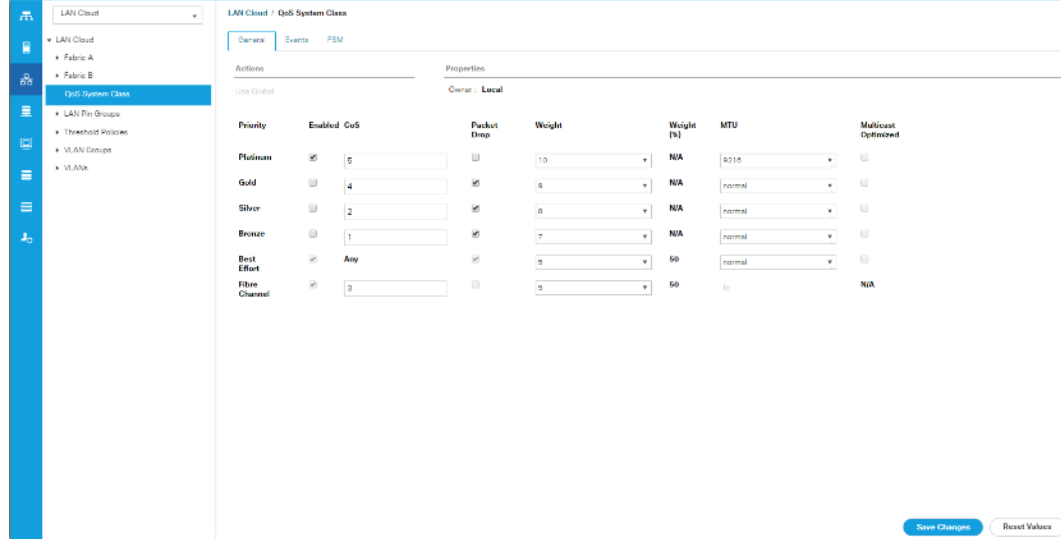 LAN Cloud
LAN Cloud / QoS System Class
LAN Cloud
Fabric A
Fabric B
QoS System Class
LAN Pin Groups
Threshold Policies
VLAN Groups
VLANs
General Events FSM
Actions Properties
Use Global Owner : Local
Priority Enabled CoS Packet Drop Weight Weight (%) MTU Multicast Optimized
Platinum 5 10 N/A 9216
Gold 4 9 N/A normal
Silver 2 8 N/A normal
Bronze 1 7 N/A normal
Best Effort Any 5 50 normal
Fibre Channel 3 5 50 fc N/A
Save Changes Reset Values